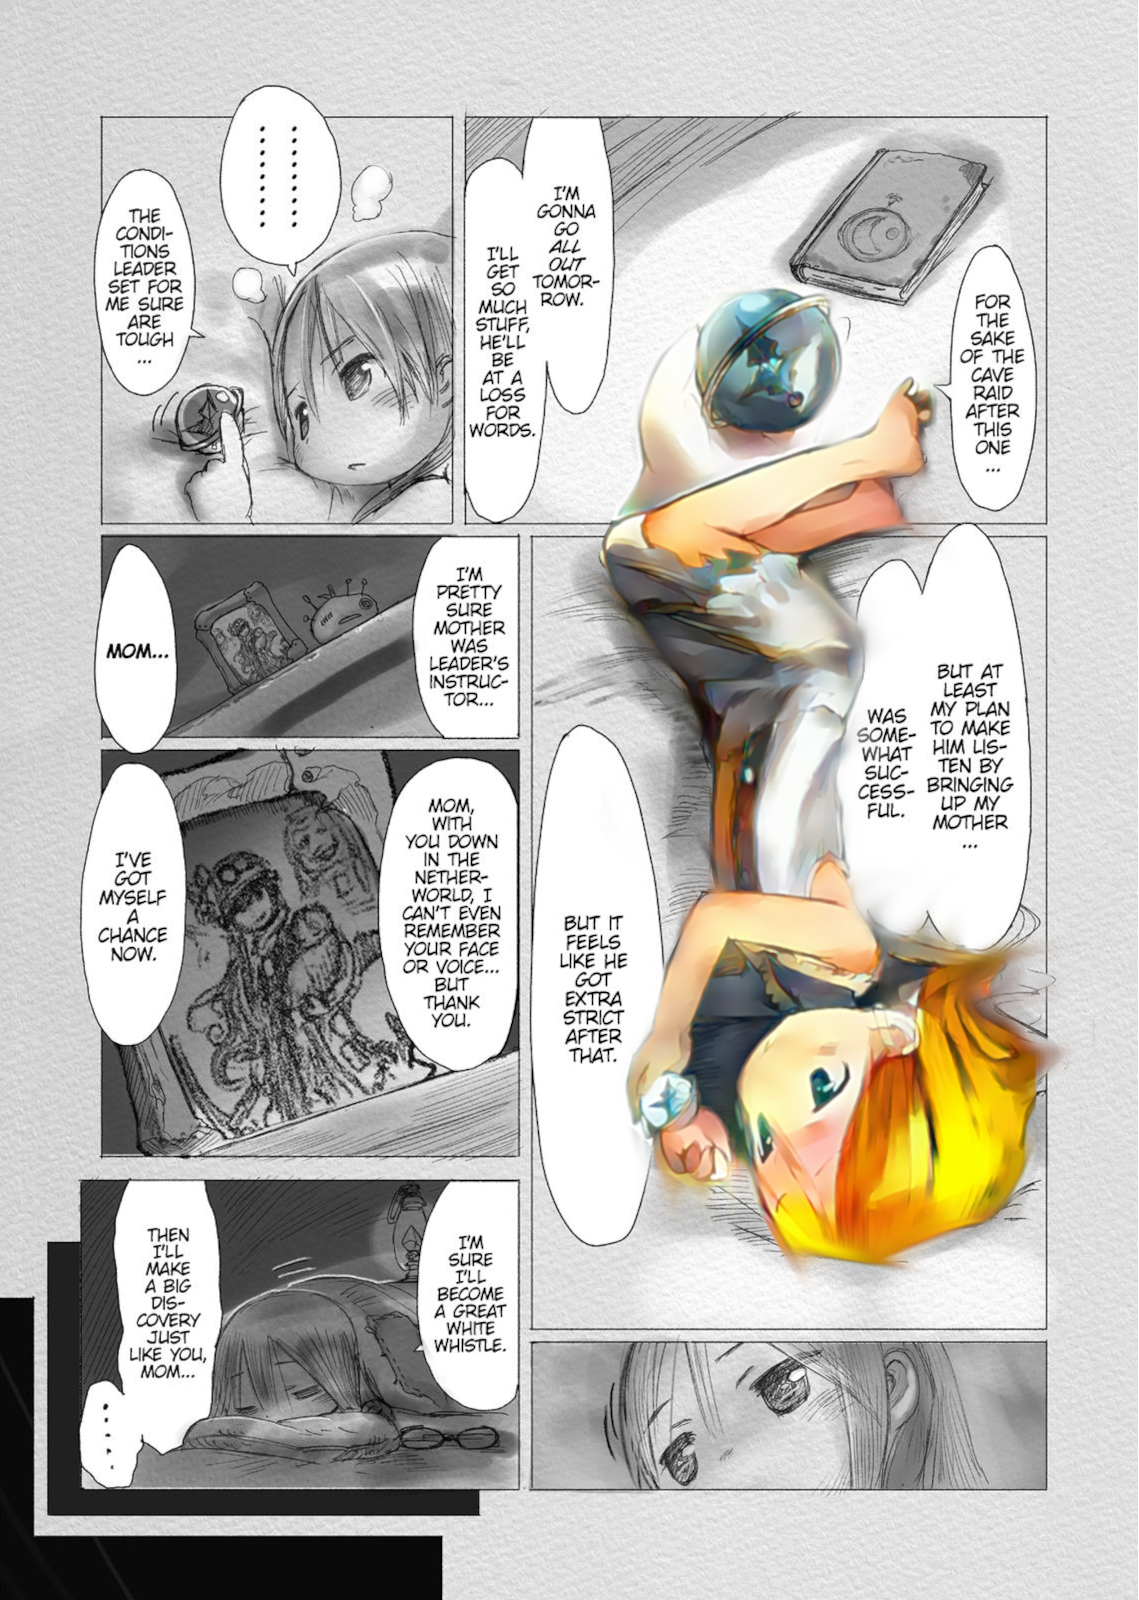 FOR
THE
SAKE
OF THE
CAVE
RAID
AFTER
THIS
ONE
...
I'M
GONNA
GO
ALL
OUT
TOMOR-
ROW.
I'LL
GET
SO
MUCH
STUFF,
HE'LL
BE
AT A
LOSS
FOR
WORDS.
. . . . . . . . .
. . . . . . . . .
THE
CONDI-
TIONS
LEADER
SET FOR
ME SURE
ARE
TOUGH
...
BUT AT
LEAST
MY PLAN
TO MAKE
HIM LIS-
TEN BY
BRINGING
UP MY
MOTHER
...
WAS
SOME-
WHAT
SUC-
CESS-
FUL.
BUT IT
FEELS
LIKE HE
GOT
EXTRA
STRICT
AFTER
THAT.
I'M
PRETTY
SURE
MOTHER
WAS
LEADER'S
INSTRUC-
TOR...
MOM...
MOM,
WITH
YOU DOWN
IN THE
NETHER-
WORLD, I
CAN'T EVEN
REMEMBER
YOUR FACE
OR VOICE...
BUT
THANK
YOU.
I'VE
GOT
MYSELF
A
CHANCE
NOW.
I'M
SURE
I'LL
BECOME
A GREAT
WHITE
WHISTLE.
THEN
I'LL
MAKE
A BIG
DIS-
COVERY
JUST
LIKE YOU,
MOM...
. . . . .